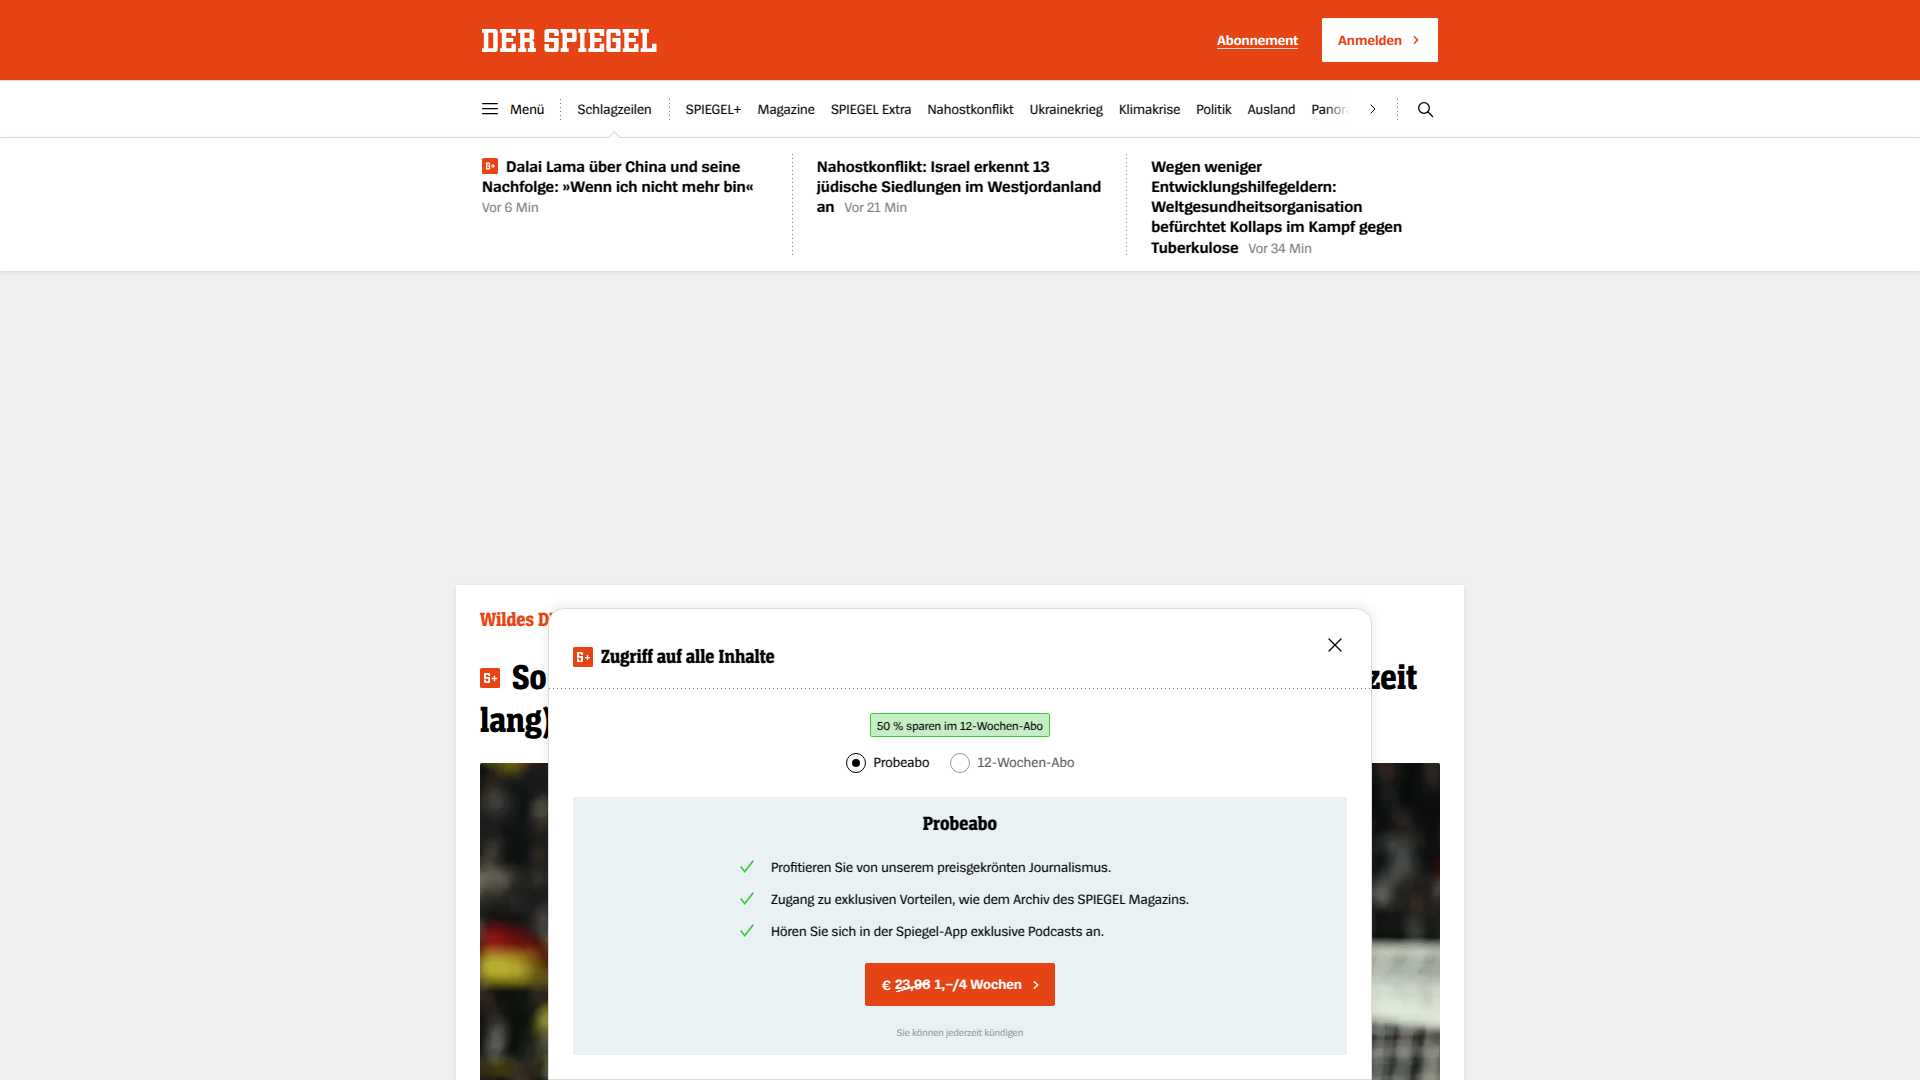 DER SPIEGEL
Abonnement
Anmelden
Menü
Schlagzeilen
SPIEGEL+
Magazine
SPIEGEL Extra
Nahostkonflikt
Ukrainekrieg
Klimakrise
Politik
Ausland
Dalai Lama über China und seine
Nachfolge: »Wenn ich nicht mehr bin«
Vor 6 Min
Nahostkonflikt: Israel erkennt 13
jüdische Siedlungen im Westjordanland
an Vor 21 Min
Wegen weniger
Entwicklungshilfegeldern:
Weltgesundheitsorganisation
befürchtet Kollaps im Kampf gegen
Tuberkulose Vor 34 Min
Wildes
So
zeit
lang)
Zugriff auf alle Inhalte
50 % sparen im 12-Wochen-Abo
Probeabo
12-Wochen-Abo
Probeabo
Profitieren Sie von unserem preisgekrönten Journalismus.
Zugang zu exklusiven Vorteilen, wie dem Archiv des SPIEGEL Magazins.
Hören Sie sich in der Spiegel-App exklusive Podcasts an.
€ 23,96 1,–/4 Wochen
Sie können jederzeit kündigen